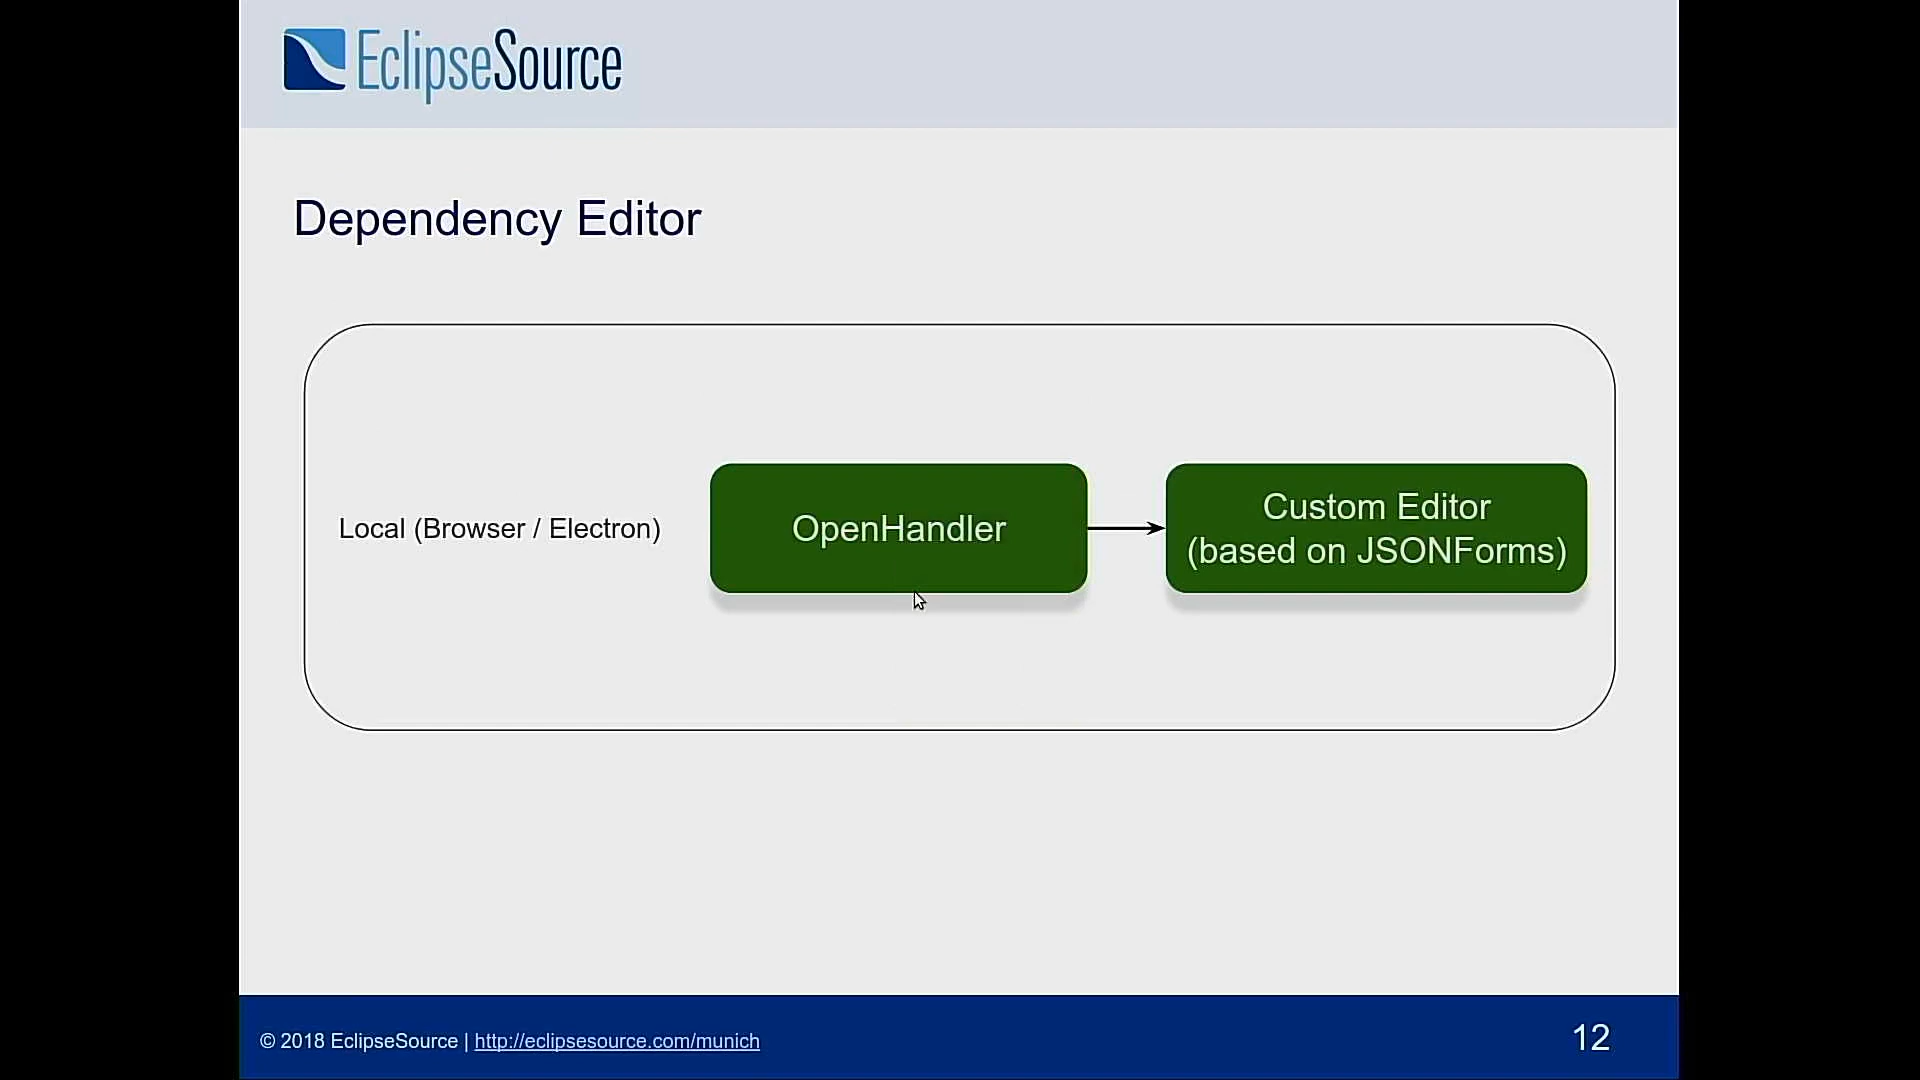 EclipseSource
Dependency Editor
Local (Browser / Electron)
OpenHandler
Custom Editor
(based on JSONForms)
© 2018 EclipseSource | http://eclipsesource.com/munich
12